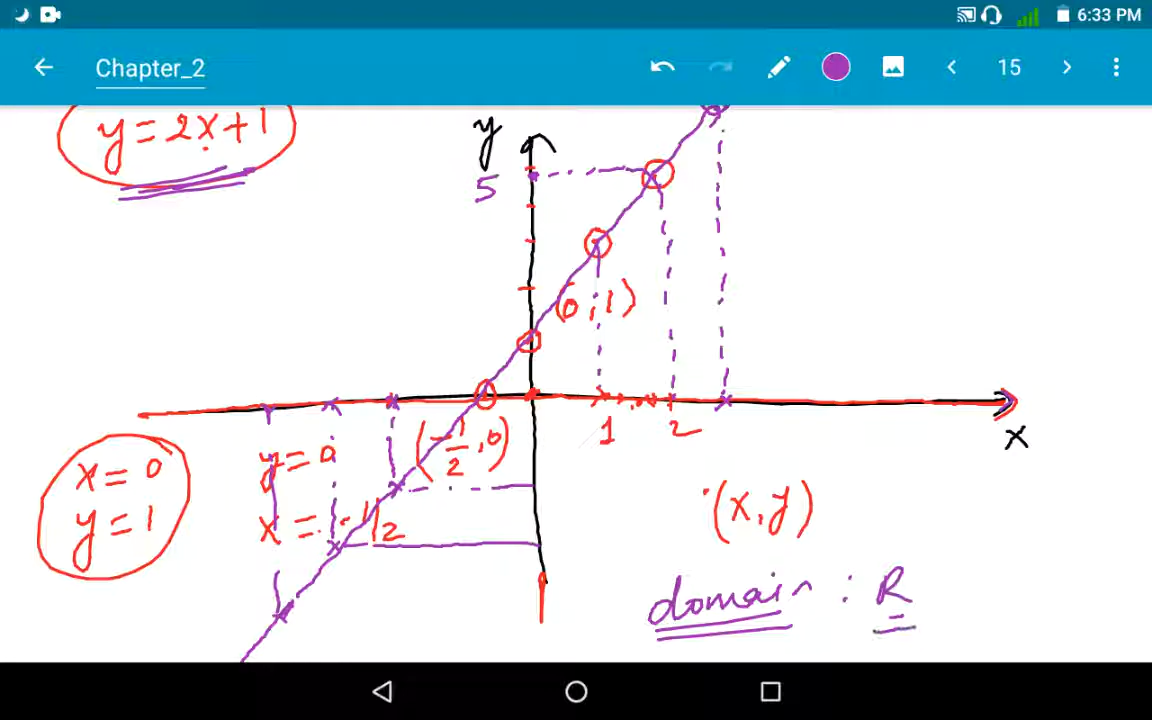 6:33 PM
Chapter_2
15
y = 2x + 1
y
5
(0, 1)
1
2
x
(-1/2, 0)
x = 0
y = 1
y = 0
x = -1/2
(x, y)
domain : R